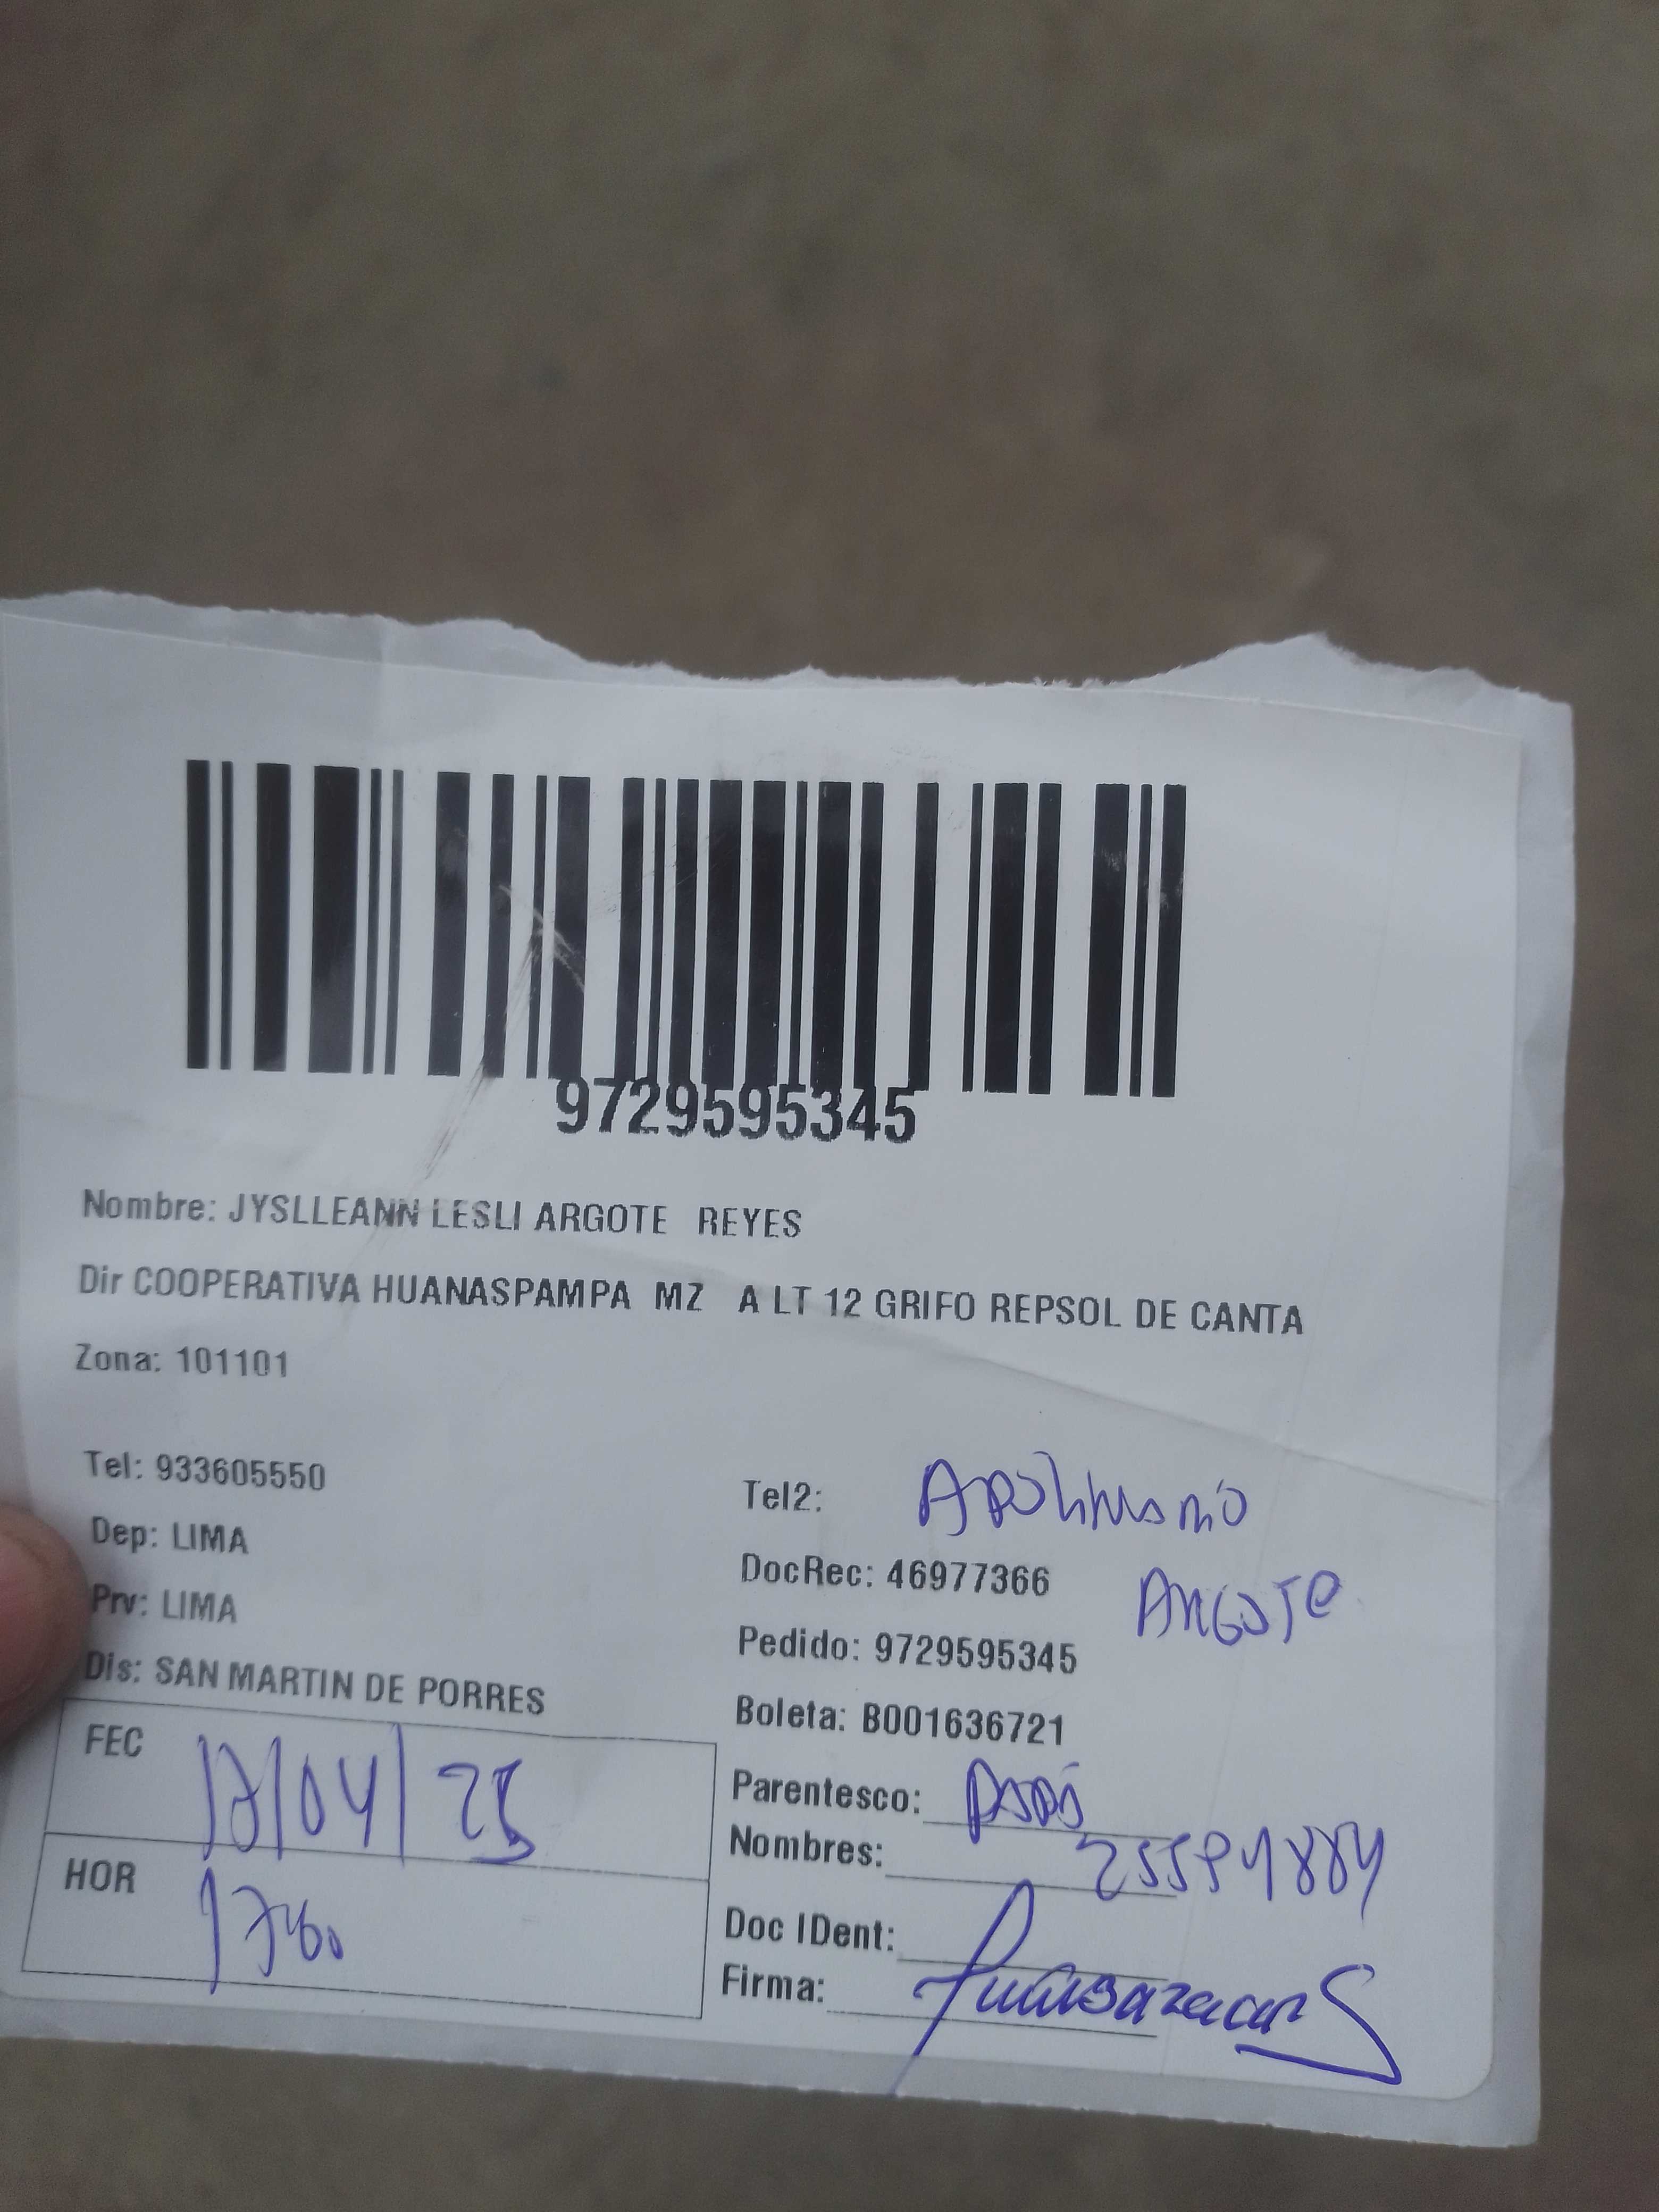 9729595345
Nombre: JYSLLEANN LESLI ARGOTE REYES
Dir COOPERATIVA HUANASPAMPA MZ A LT 12 GRIFO REPSOL DE CANTA
Zona: 101101
Tel: 933605550
Dep: LIMA
Prv: LIMA
Dis: SAN MARTIN DE PORRES
Tel2:
DocRec: 46977366
ARGOTE
Pedido: 9729595345
Boleta: B001636721
FEC /04/25
HOR
Parentesco:
Nombres:
Doc IDent:
Firma: